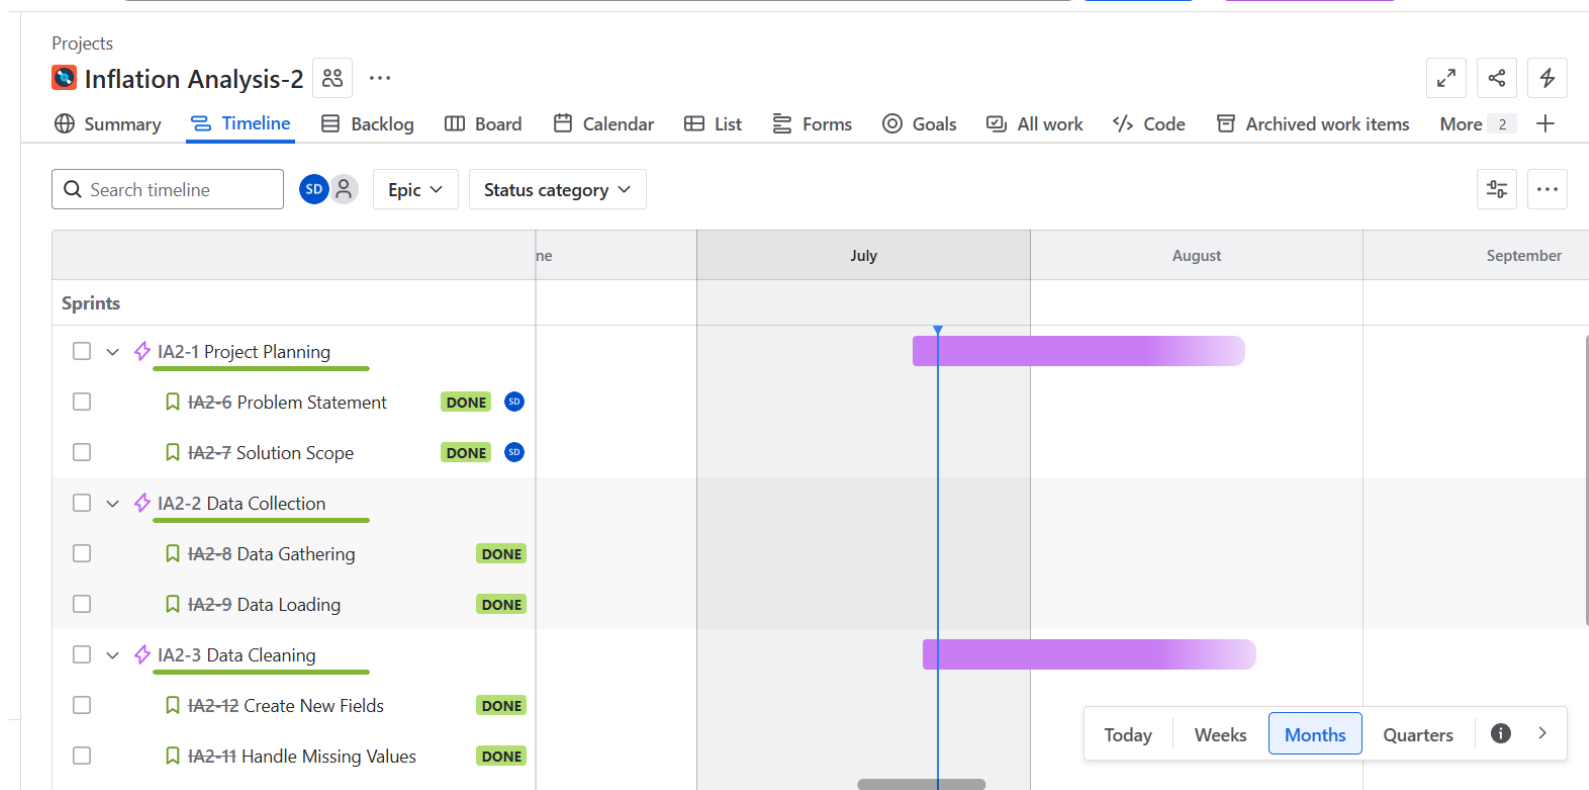 Projects
Inflation Analysis-2
Summary Timeline Backlog Board Calendar List Forms Goals All work </> Code Archived work items More 2
Search timeline SD Epic Status category
ne July August September
Sprints
IA2-1 Project Planning
IA2-6 Problem Statement DONE SD
IA2-7 Solution Scope DONE SD
IA2-2 Data Collection
IA2-8 Data Gathering DONE
IA2-9 Data Loading DONE
IA2-3 Data Cleaning
IA2-12 Create New Fields DONE
Today Weeks Months Quarters
IA2-11 Handle Missing Values DONE